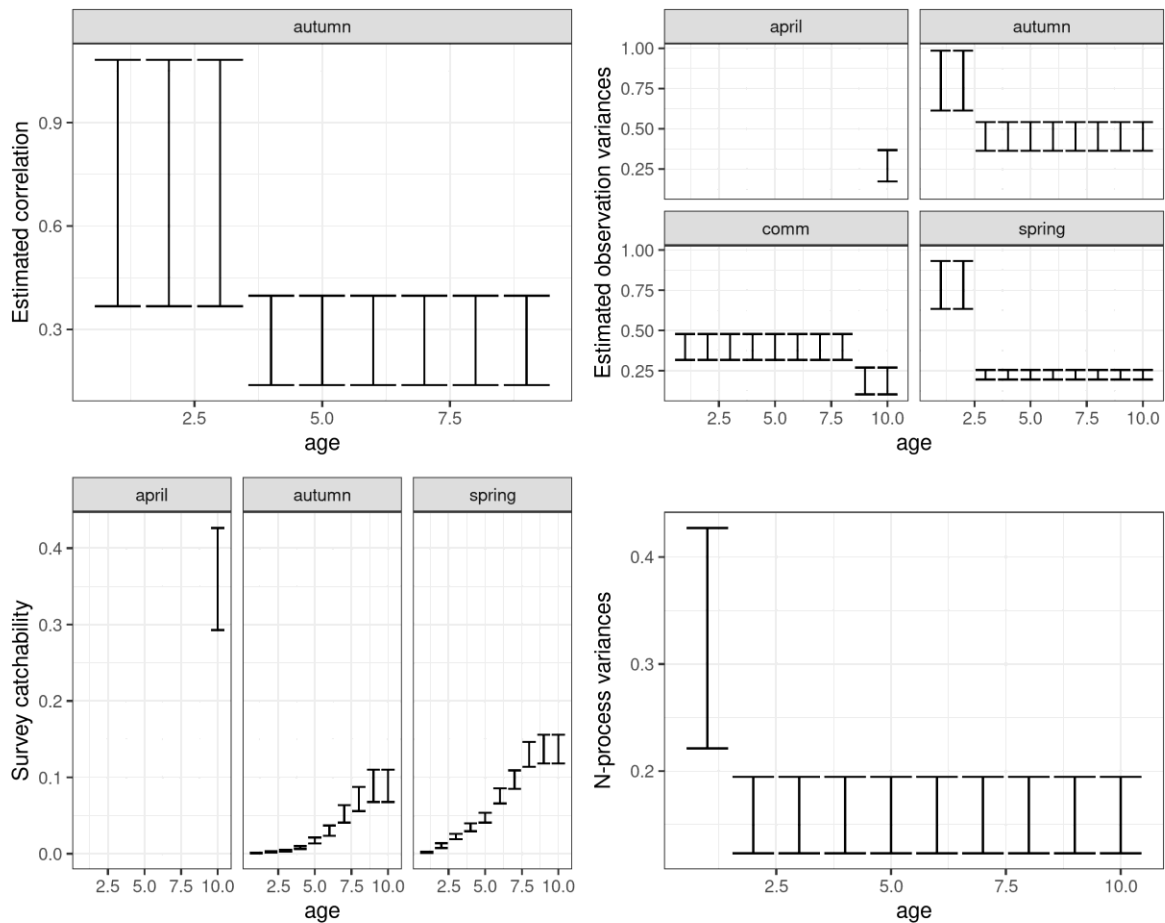 autumn
Estimated correlation
0.9
0.6
0.3
2.5 5.0 7.5
age
april autumn
Estimated observation variances
1.00
0.75
0.50
0.25
comm spring
1.00
0.75
0.50
0.25
2.5 5.0 7.5 10.0 2.5 5.0 7.5 10.0
age
april autumn spring
Survey catchability
0.4
0.3
0.2
0.1
0.0
2.5 5.0 7.5 10.0 2.5 5.0 7.5 10.0 2.5 5.0 7.5 10.0
age
N-process variances
0.4
0.3
0.2
2.5 5.0 7.5 10.0
age